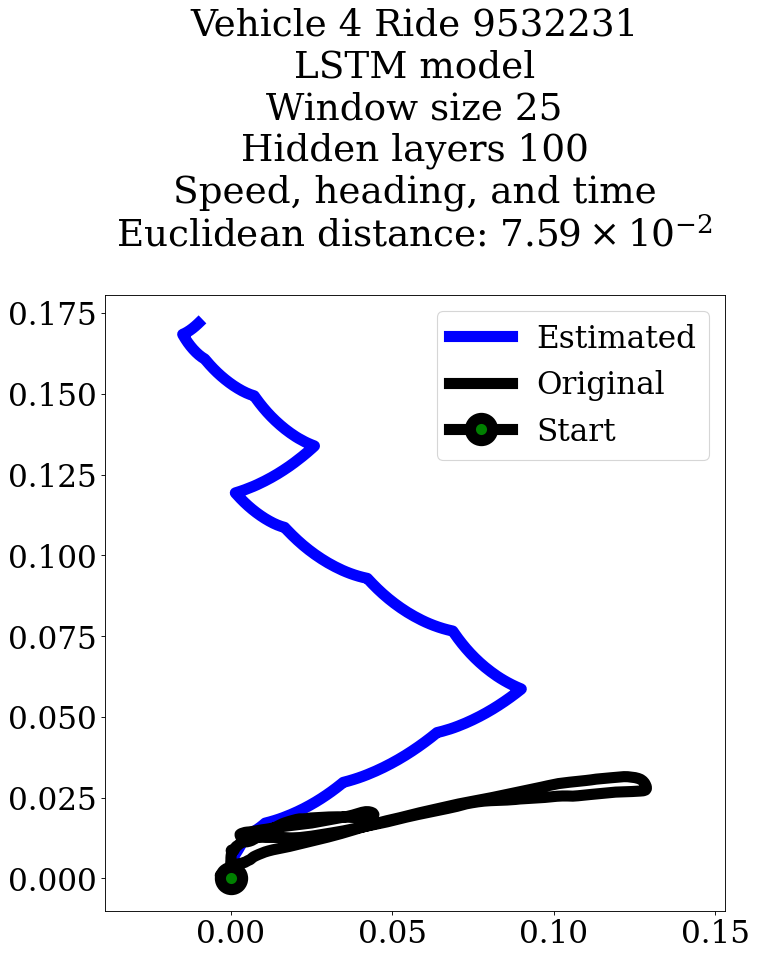 Vehicle 4 Ride 9532231
LSTM model
Window size 25
Hidden layers 100
Speed, heading, and time
Euclidean distance: 7.59 × 10⁻²
0.175
0.150
0.125
0.100
0.075
0.050
0.025
0.000
Estimated
Original
Start
0.00 0.05 0.10 0.15